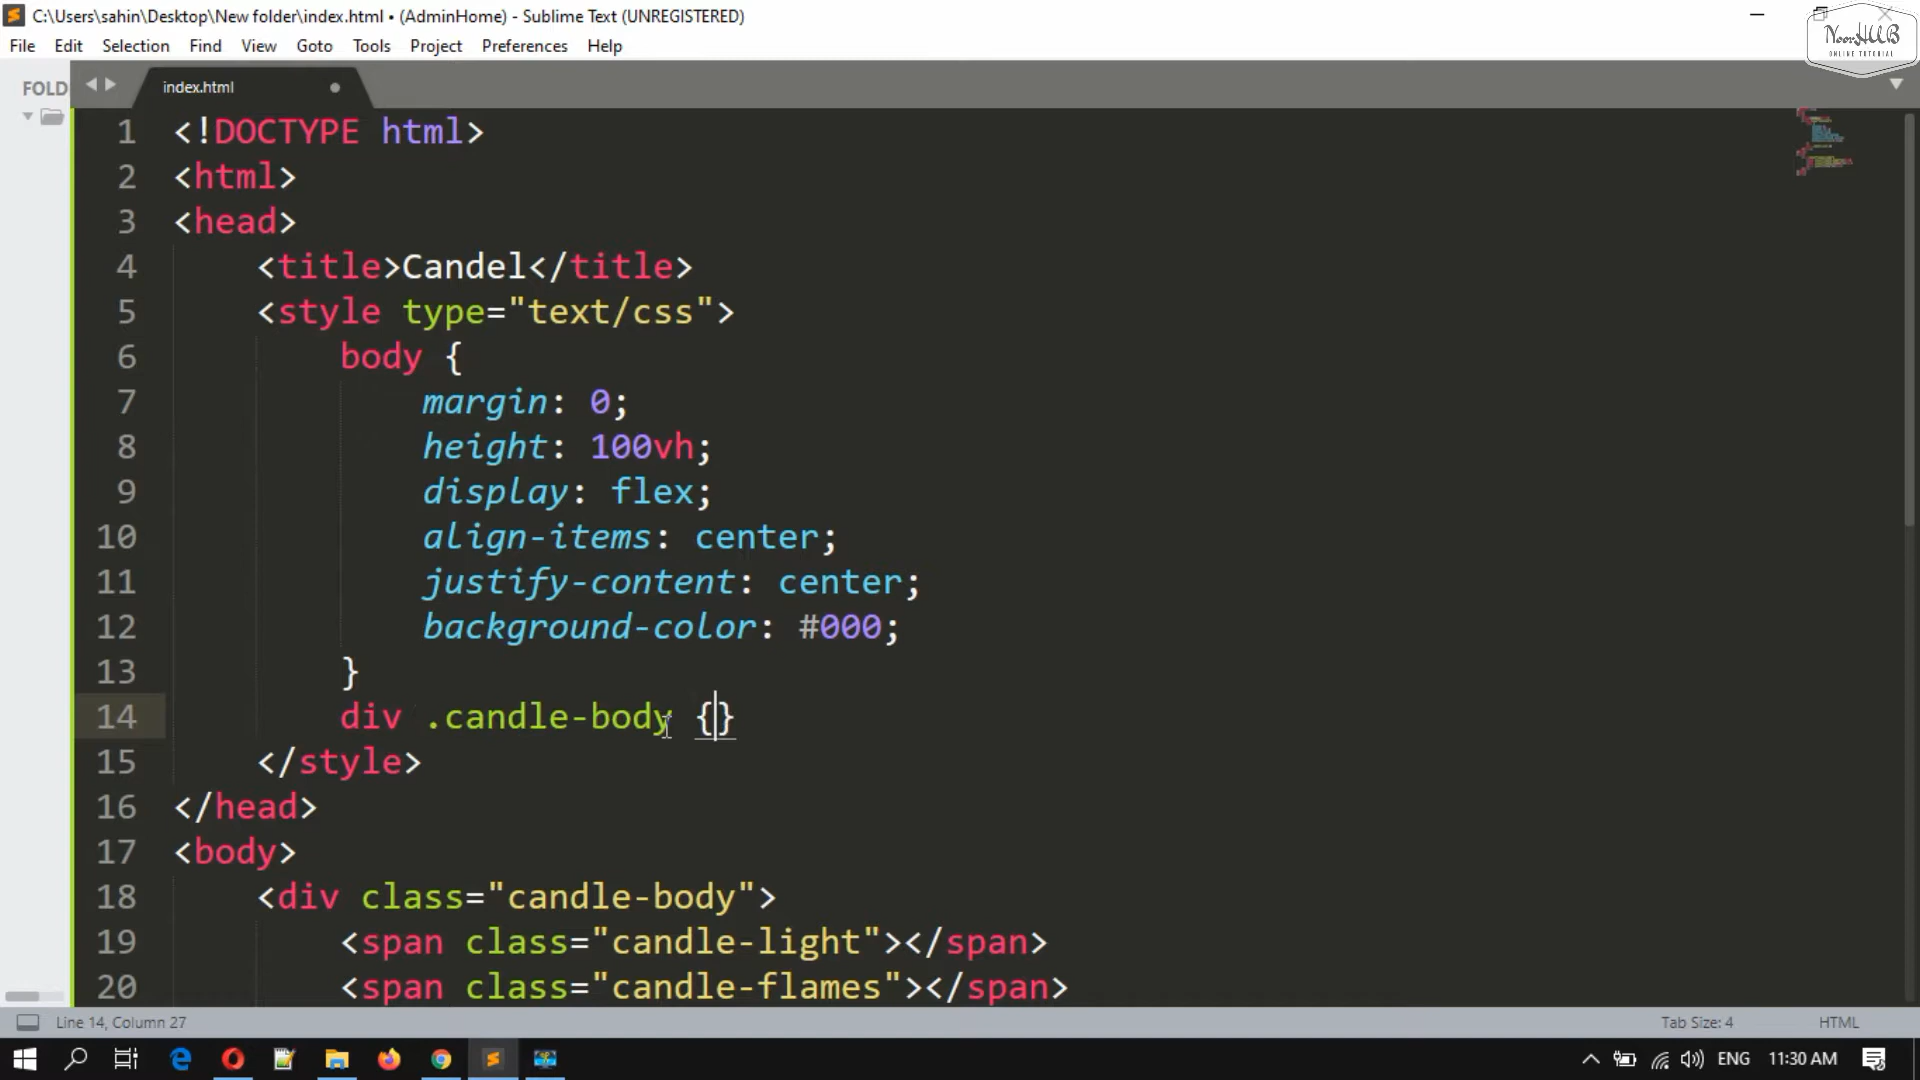 C:\Users\sahin\Desktop\New folder\index.html • (AdminHome) - Sublime Text (UNREGISTERED)
NoorHUB
ONLINE TUTORIAL
File Edit Selection Find View Goto Tools Project Preferences Help
FOLD
index.html
1 <!DOCTYPE html>
2 <html>
3 <head>
4 <title>Candel</title>
5 <style type="text/css">
6 body {
7 margin: 0;
8 height: 100vh;
9 display: flex;
10 align-items: center;
11 justify-content: center;
12 background-color: #000;
13 }
14 div .candle-body {}
15 </style>
16 </head>
17 <body>
18 <div class="candle-body">
19 <span class="candle-light"></span>
20 <span class="candle-flames"></span>
Line 14, Column 27
Tab Size: 4
HTML
ENG
11:30 AM